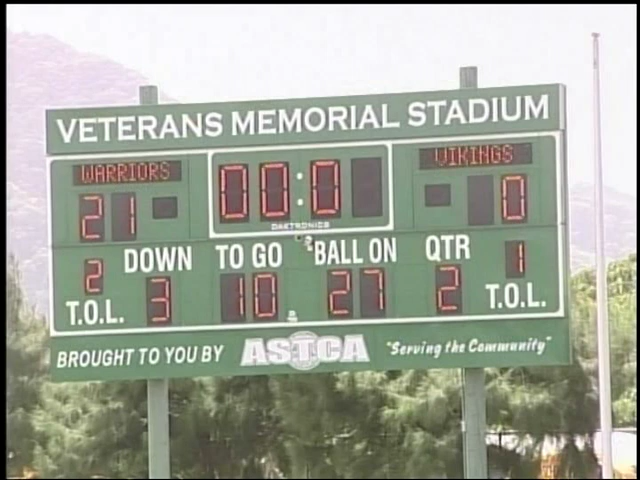 VETERANS MEMORIAL STADIUM
WARRIORS 00:0 VIKINGS
21 0
DAKTRONICS
2 DOWN TO GO BALL ON QTR 1
T.O.L. 3 10 27 2 T.O.L.
BROUGHT TO YOU BY ASTCA "Serving the Community"